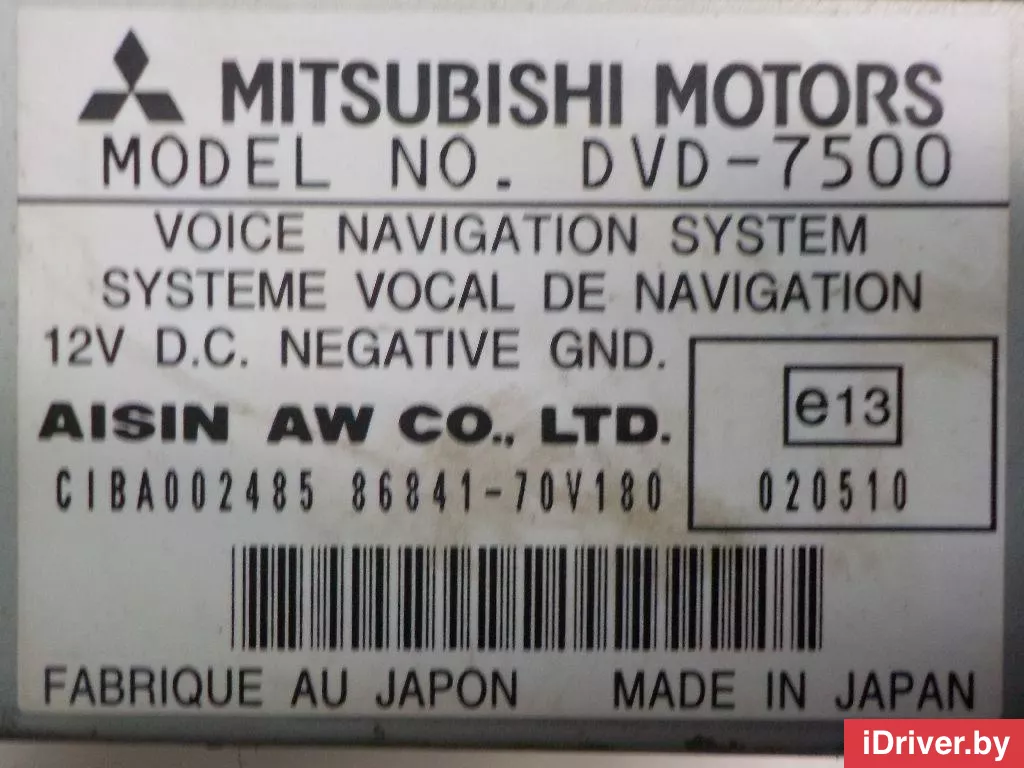 MITSUBISHI MOTORS
MODEL NO. DVD-7500
VOICE NAVIGATION SYSTEM
SYSTEME VOCAL DE NAVIGATION
12V D.C. NEGATIVE GND.
AISIN AW CO., LTD.
CIBA002485 86841-70V180
e13
020510
FABRIQUE AU JAPON MADE IN JAPAN
iDriver.by